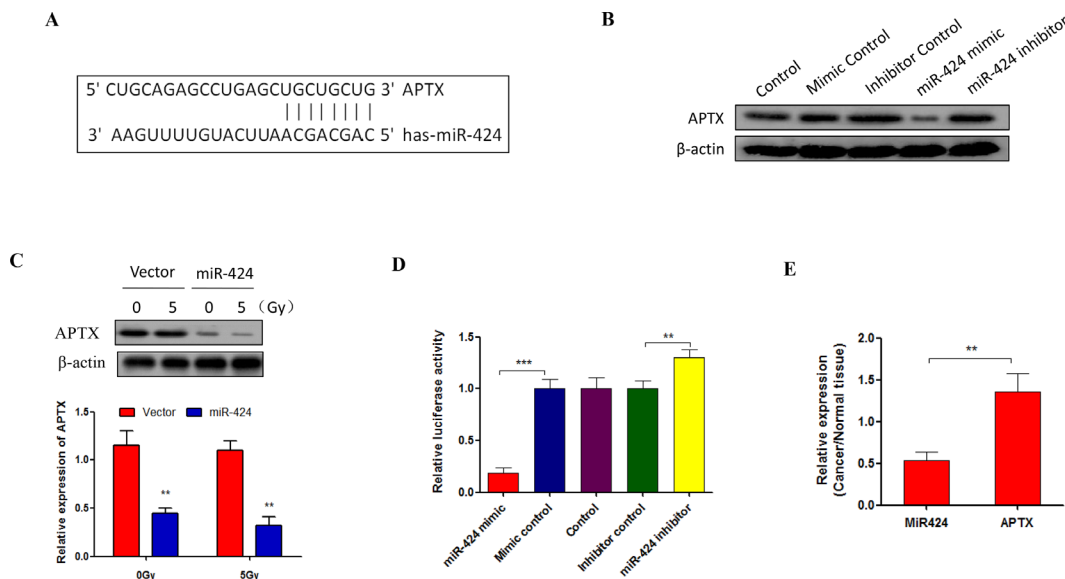 A
5' CUGCAGAGCCUGAGCUGCUGCUG 3' APTX
3' AAGUUUUGUACUUAACGACGAC 5' has-miR-424
B
Control
Mimic Control
Inhibitor Control
miR-424 mimic
miR-424 inhibitor
APTX
β-actin
C
Vector miR-424
0 5 0 5 (Gy)
APTX
β-actin
Vector miR-424
Relative expression of APTX
1.5
1.0
0.5
0.0
**
**
0Gy 5Gy
D
Relative luciferase activity
1.5
1.0
0.5
0.0
***
**
miR-424 mimic
Mimic control
Control
Inhibitor control
miR-424 inhibitor
E
Relative expression
(Cancer/Normal tissue)
2.0
1.5
1.0
0.5
0.0
**
MiR424 APTX